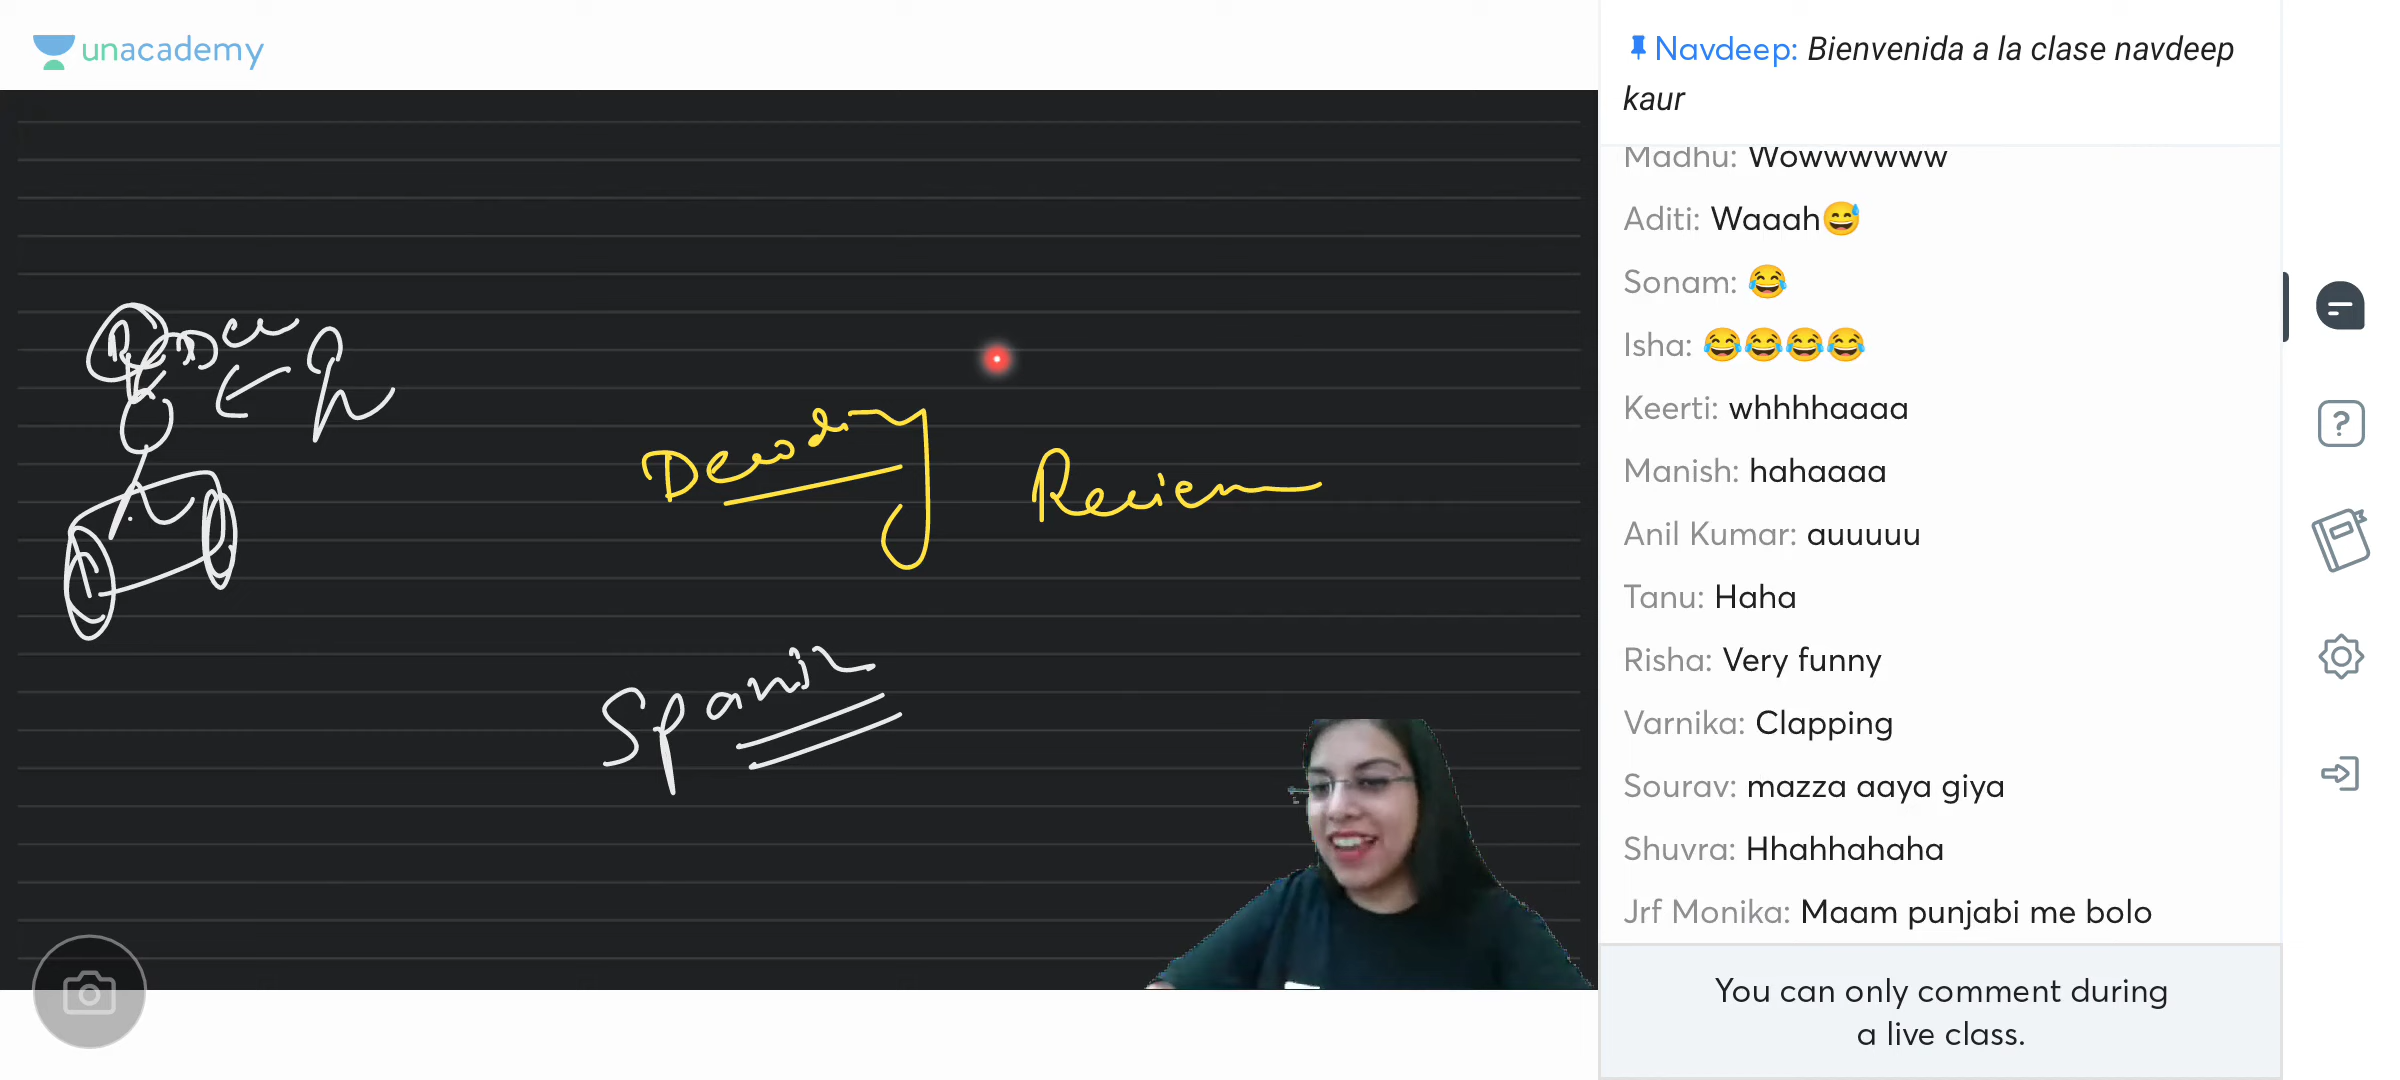 unacademy
Decoding
Spanish
Navdeep: Bienvenida a la clase navdeep
kaur
Madhu: Wowwwwww
Aditi: Waaah😅
Sonam: 😂
Isha: 😂😂😂😂
Keerti: whhhhaaaa
Manish: hahaaaa
Anil Kumar: auuuuu
Tanu: Haha
Risha: Very funny
Varnika: Clapping
Sourav: mazza aaya giya
Shuvra: Hhahhahaha
Jrf Monika: Maam punjabi me bolo
You can only comment during
a live class.